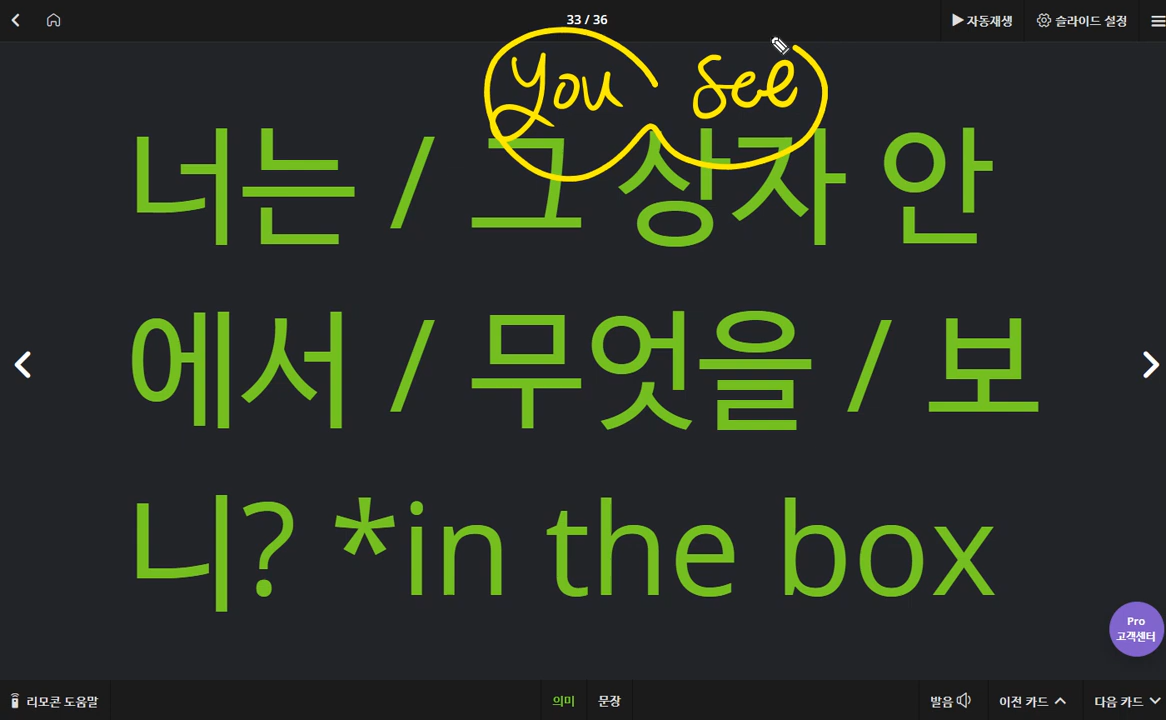 33 / 36
자동재생
슬라이드 설정
You See
너는 / 그 상자 안
에서 / 무엇을 / 보
니? *in the box
Pro
고객센터
리모콘 도움말
의미
문장
발음
이전 카드
다음 카드